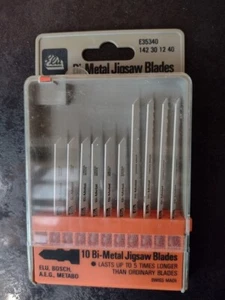 E35340
142 30 12 40
Bi-Metal Jigsaw Blades
10 Bi-Metal Jigsaw Blades
ELU, BOSCH,
A.E.G., METABO
• LASTS UP TO 5 TIMES LONGER
THAN ORDINARY BLADES
SWISS MADE